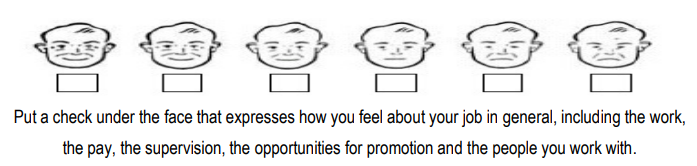 Put a check under the face that expresses how you feel about your job in general, including the work,
the pay, the supervision, the opportunities for promotion and the people you work with.